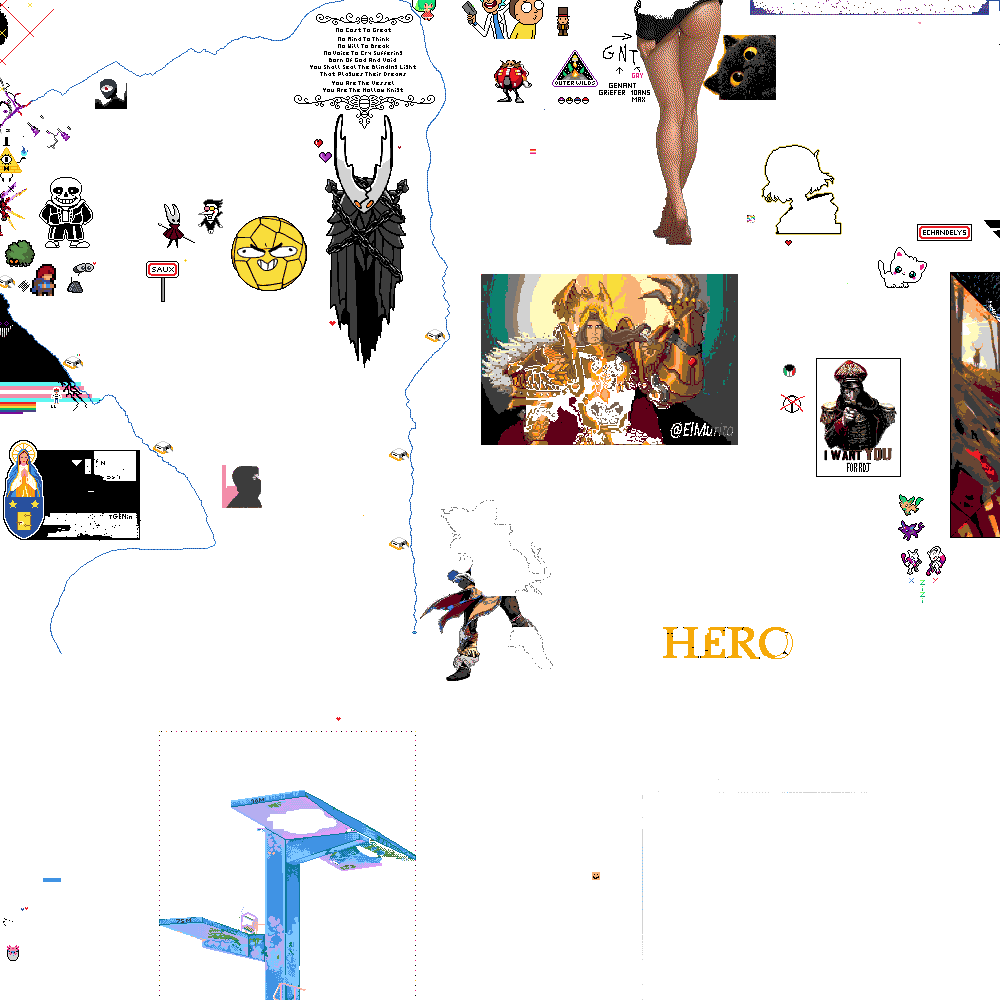 No Cost To Great
No Mind To Think
No Will To Break
No Voice To Cry Suffering
Born Of God And Void
You Shall Seal The Blinding Light
That Plagues Their Dreams
You Are The Vessel
You Are The Hollow Knight
OUTER WILDS
GNT
GAY
GENANT
GRIEFER 10ANS
MAX
ECHANDELYS
SAUX
@ElMunto
I WANT YOU
FOR RDJ
HERO